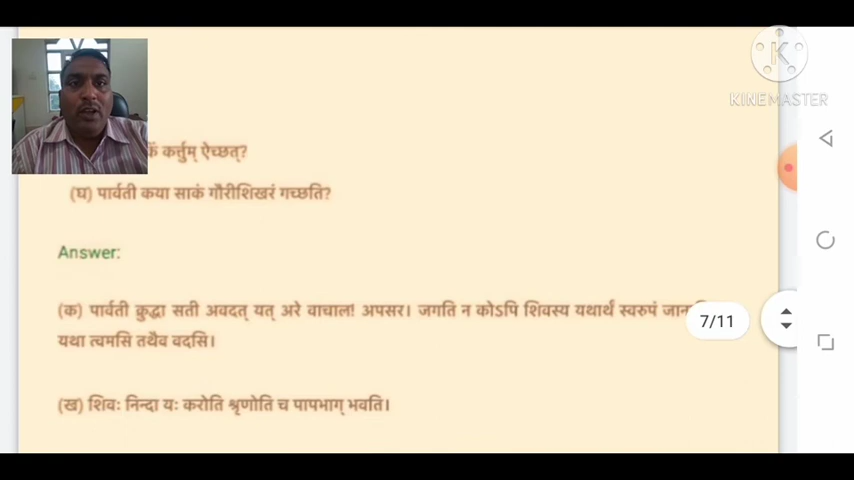 KINEMASTER
कर्त्तुम् ऐच्छत्?
(घ) पार्वती कया साकं गौरीशिखरं गच्छति?
Answer:
(क) पार्वती क्रुद्धा सती अवदत् यत् अरे वाचाल! अपसर। जगति न कोऽपि शिवस्य यथार्थं स्वरुपं
7/11
यथा त्वमसि तथैव वदसि।
(ख) शिवः निन्दा यः करोति श्रृणोति च पापभाग् भवति।